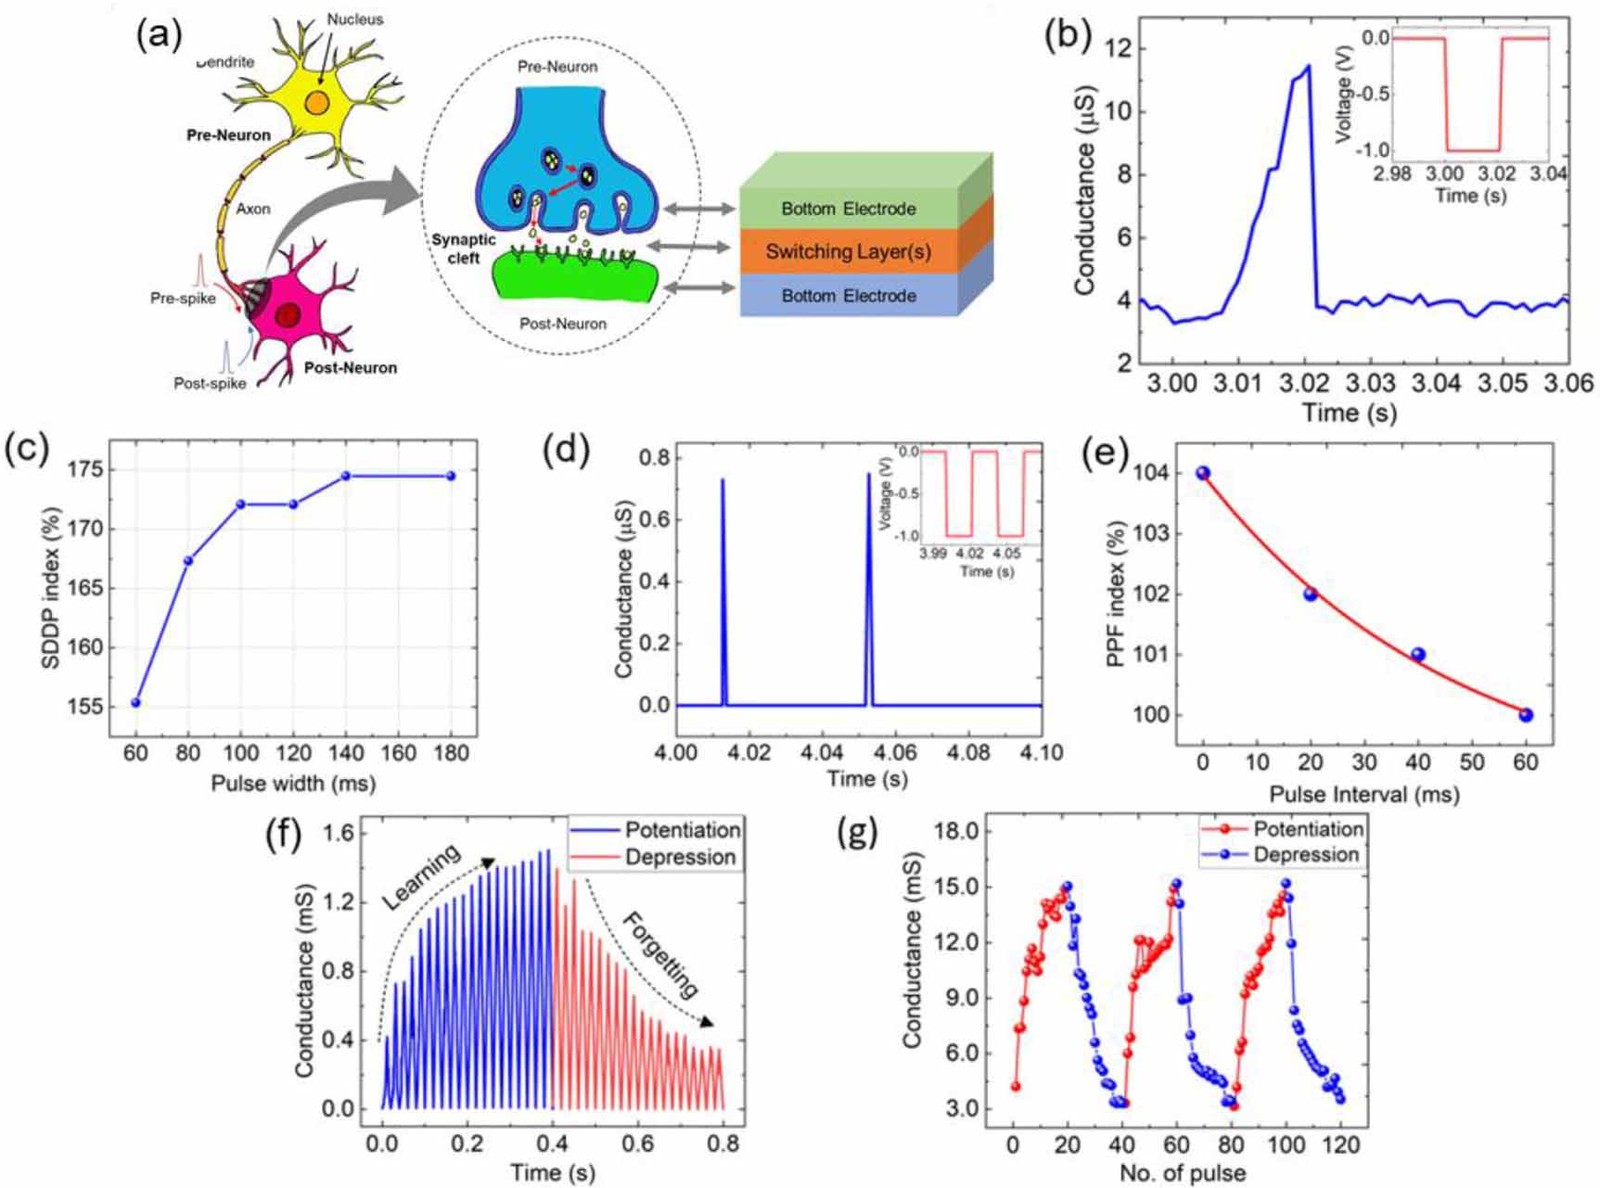 (a)
Nucleus
Dendrite
Pre-Neuron
Axon
Pre-spike
Post-spike
Post-Neuron
Pre-Neuron
Synaptic
cleft
Post-Neuron
Bottom Electrode
Switching Layer(s)
Bottom Electrode
(b)
Conductance (μS)
12
10
8
6
4
2
3.00 3.01 3.02 3.03 3.04 3.05 3.06
Time (s)
Voltage (V)
0.0
-0.5
-1.0
2.98 3.00 3.02 3.04
Time (s)
(c)
SDDP index (%)
175
170
165
160
155
60 80 100 120 140 160 180
Pulse width (ms)
(d)
Conductance (μS)
0.8
0.6
0.4
0.2
0.0
4.00 4.02 4.04 4.06 4.08 4.10
Time (s)
Voltage (V)
0.0
-0.5
-1.0
3.99 4.02 4.05
Time (s)
(e)
PPF index (%)
104
103
102
101
100
0 10 20 30 40 50 60
Pulse Interval (ms)
(f)
Conductance (mS)
1.6
1.2
0.8
0.4
0.0
0.0 0.2 0.4 0.6 0.8
Time (s)
Potentiation
Depression
Learning
Forgetting
(g)
Conductance (mS)
18.0
15.0
12.0
9.0
6.0
3.0
0 20 40 60 80 100 120
No. of pulse
Potentiation
Depression